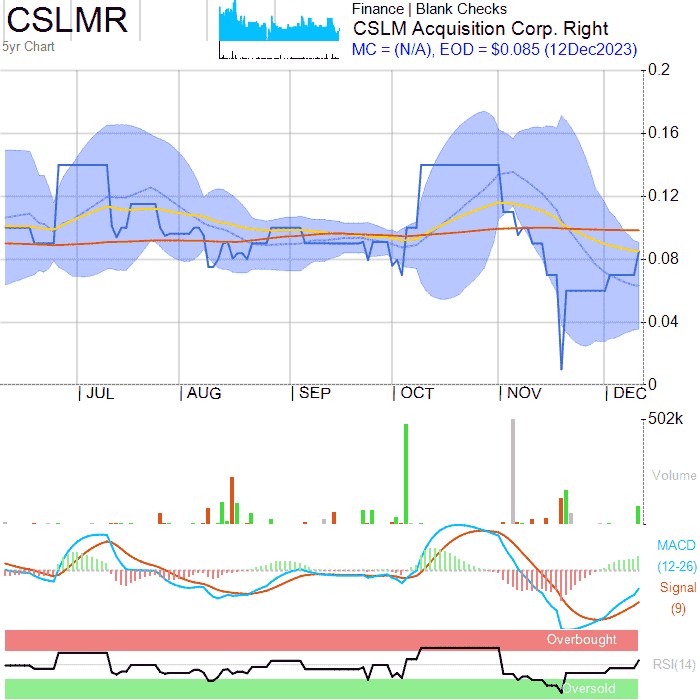 CSLMR
5yr Chart
Finance | Blank Checks
CSLM Acquisition Corp. Right
MC = (N/A), EOD = $0.085 (12Dec2023)
0.2
0.16
0.12
0.08
0.04
0
JUL AUG SEP OCT NOV DEC
502k
Volume
MACD
(12-26)
Signal
(9)
Overbought
RSI(14)
Oversold